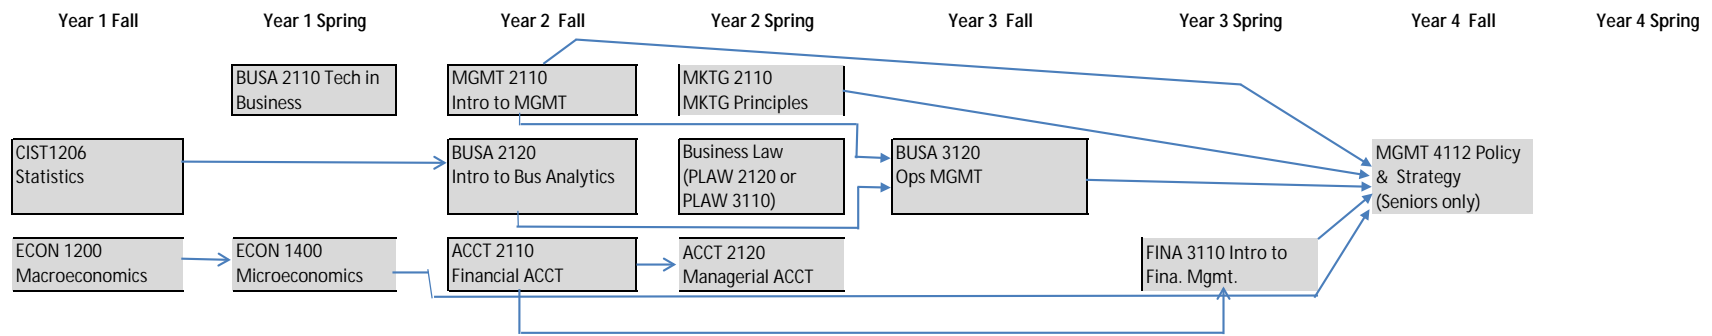 Year 1 Fall
Year 1 Spring
Year 2  Fall
Year 2 Spring
Year 3  Fall
Year 3 Spring
Year 4  Fall
Year 4 Spring
BUSA 2110 Tech in
Business
MGMT 2110
Intro to MGMT
MKTG 2110
MKTG Principles
CIST1206
Statistics
BUSA 2120
Intro to Bus Analytics
Business Law
(PLAW 2120 or
PLAW 3110)
BUSA 3120
Ops MGMT
MGMT 4112 Policy
&  Strategy
(Seniors only)
ECON 1200
Macroeconomics
ECON 1400
Microeconomics
ACCT 2110
Financial ACCT
ACCT 2120
Managerial ACCT
FINA 3110 Intro to
Fina. Mgmt.